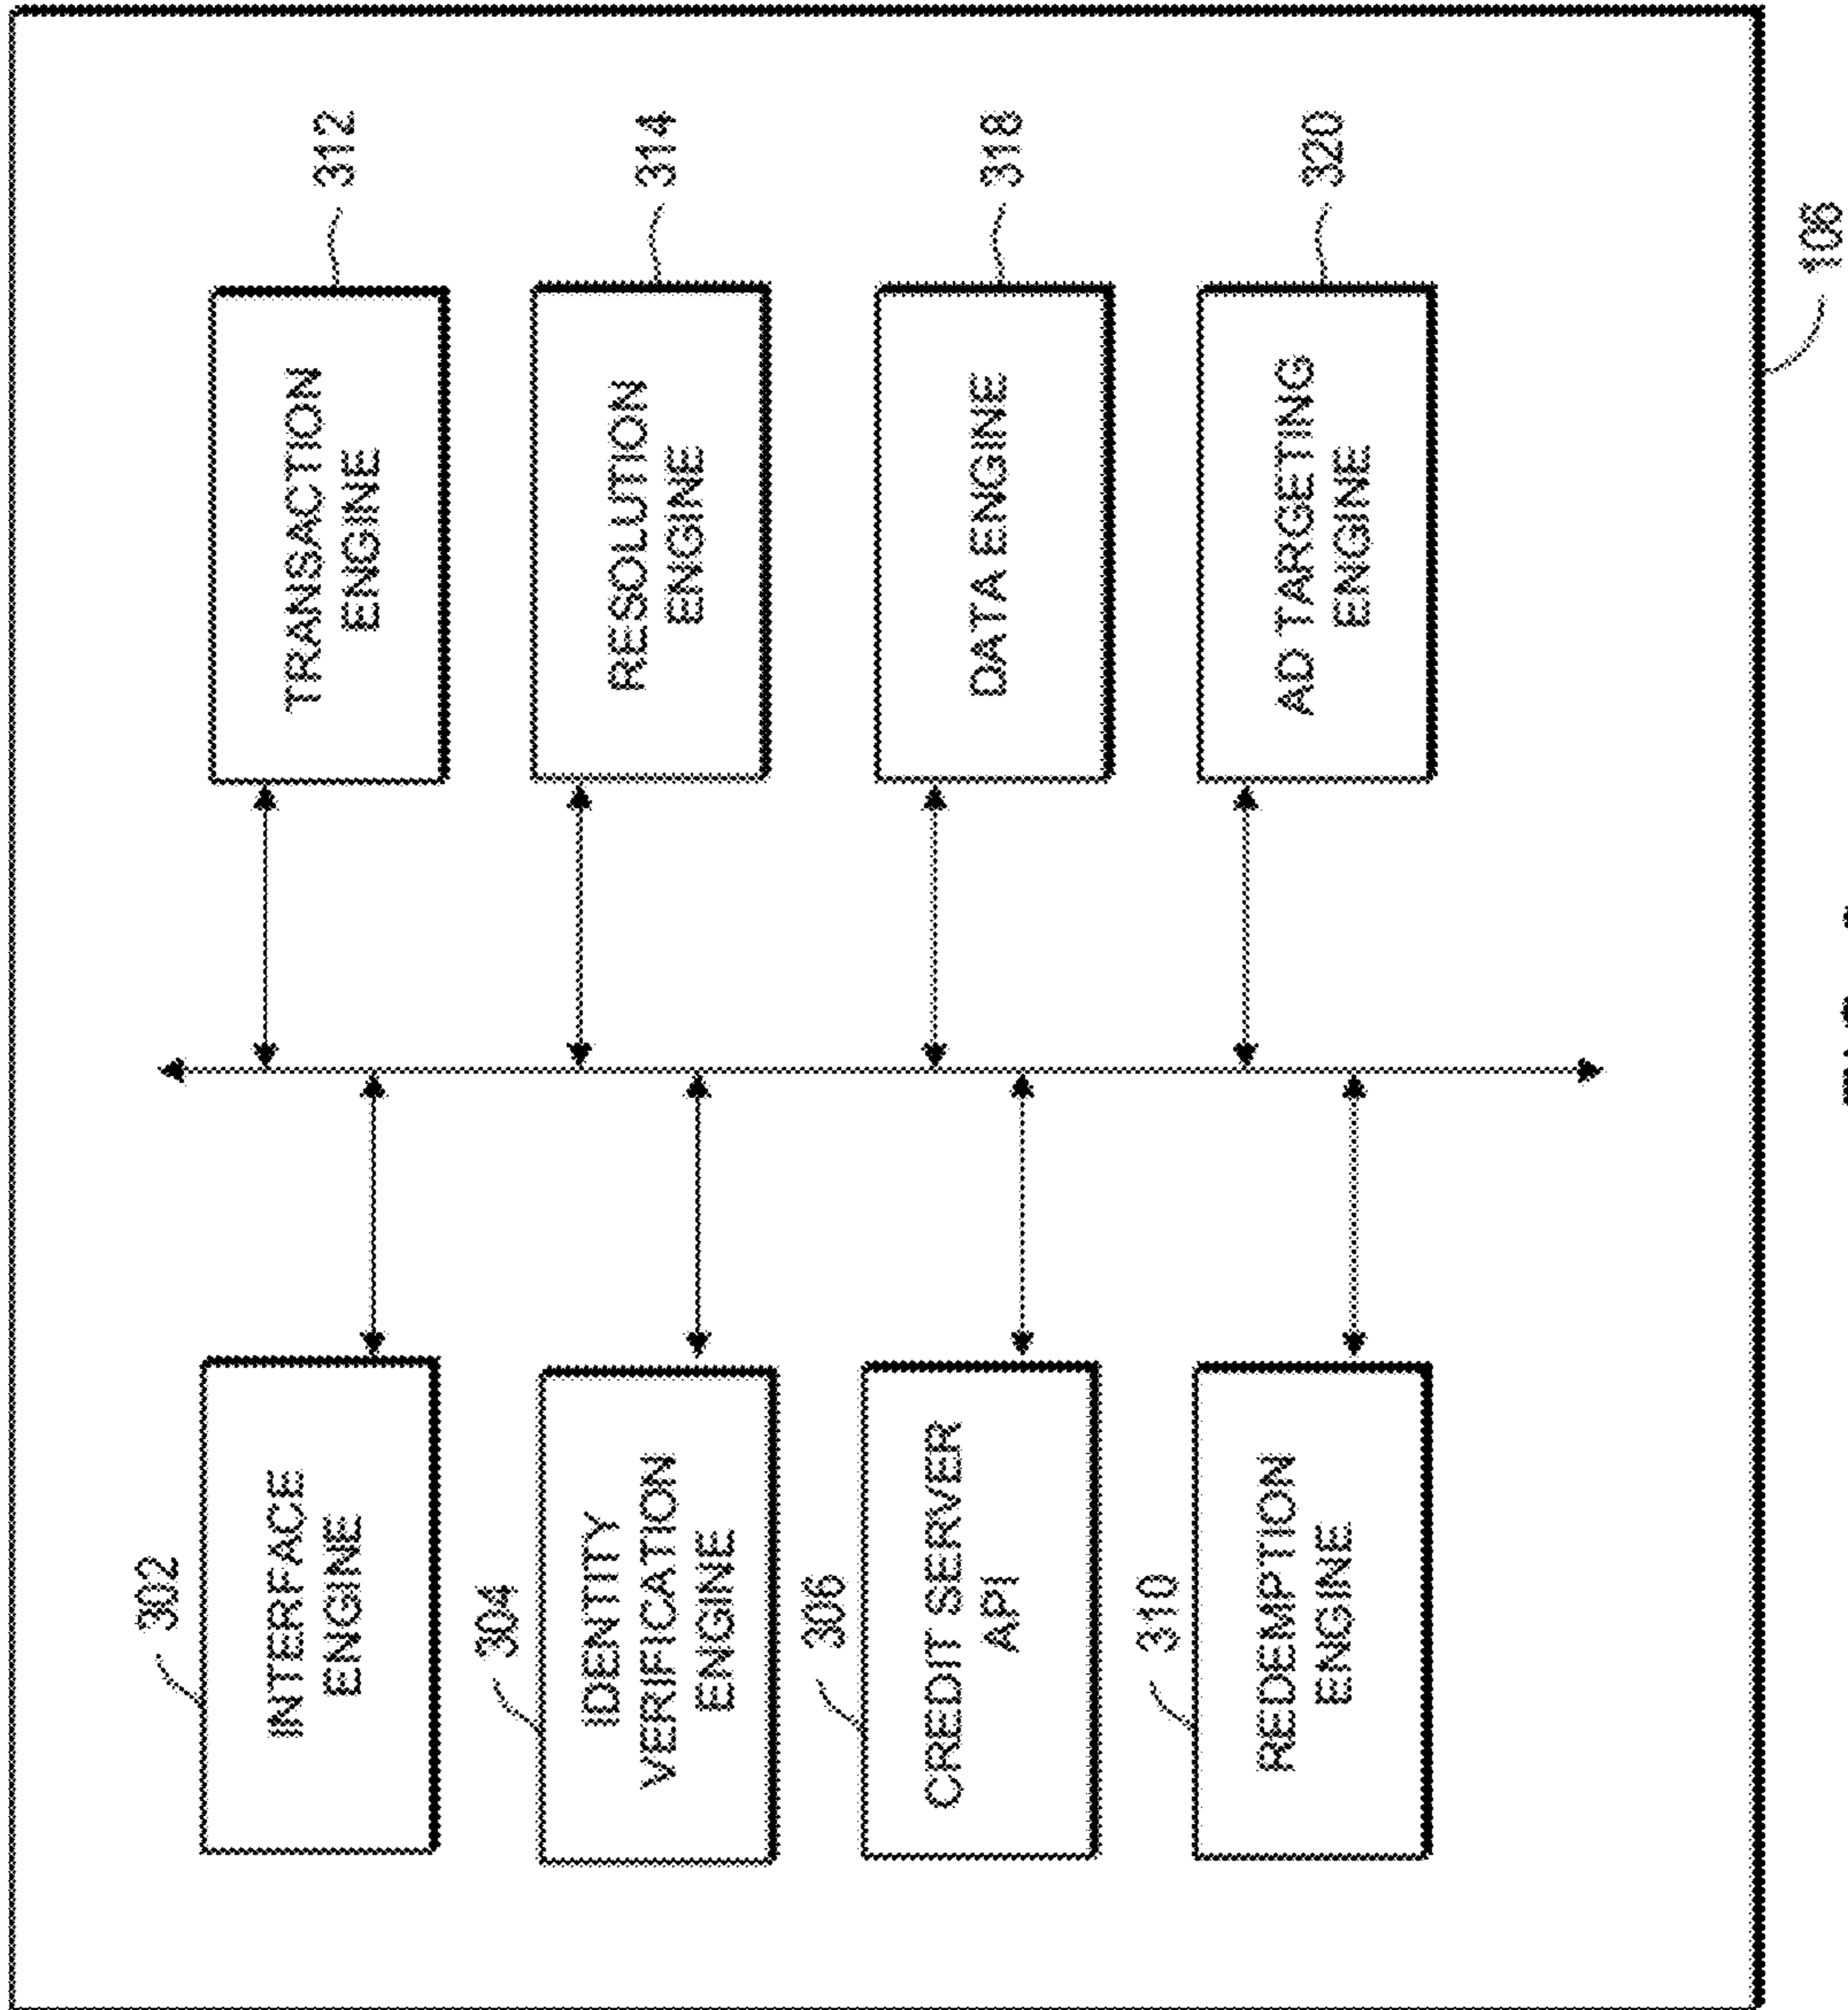 302
INTERFACE
ENGINE
TRANSACTION
ENGINE
312
304
IDENTITY
VERIFICATION
ENGINE
RESOLUTION
ENGINE
314
306
CREDIT SERVER
API
DATA ENGINE
318
310
REDEMPTION
ENGINE
AD TARGETING
ENGINE
320